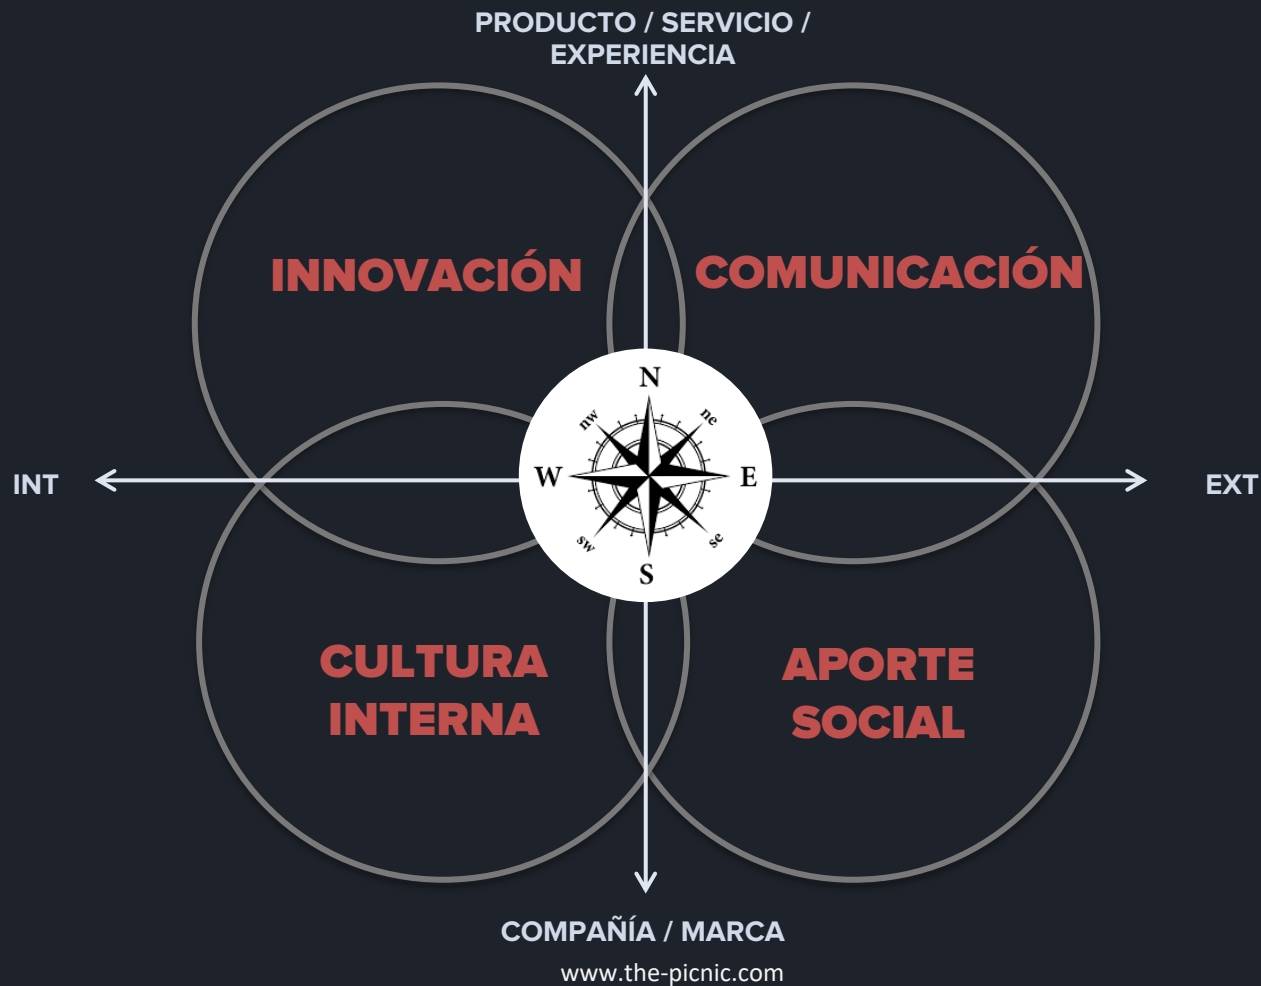 PRODUCTO / SERVICIO /
EXPERIENCIA
INNOVACIÓN
COMUNICACIÓN
N
nw
ne
INT
W
E
EXT
sw
se
S
CULTURA
INTERNA
APORTE
SOCIAL
COMPAÑÍA / MARCA
www.the-picnic.com